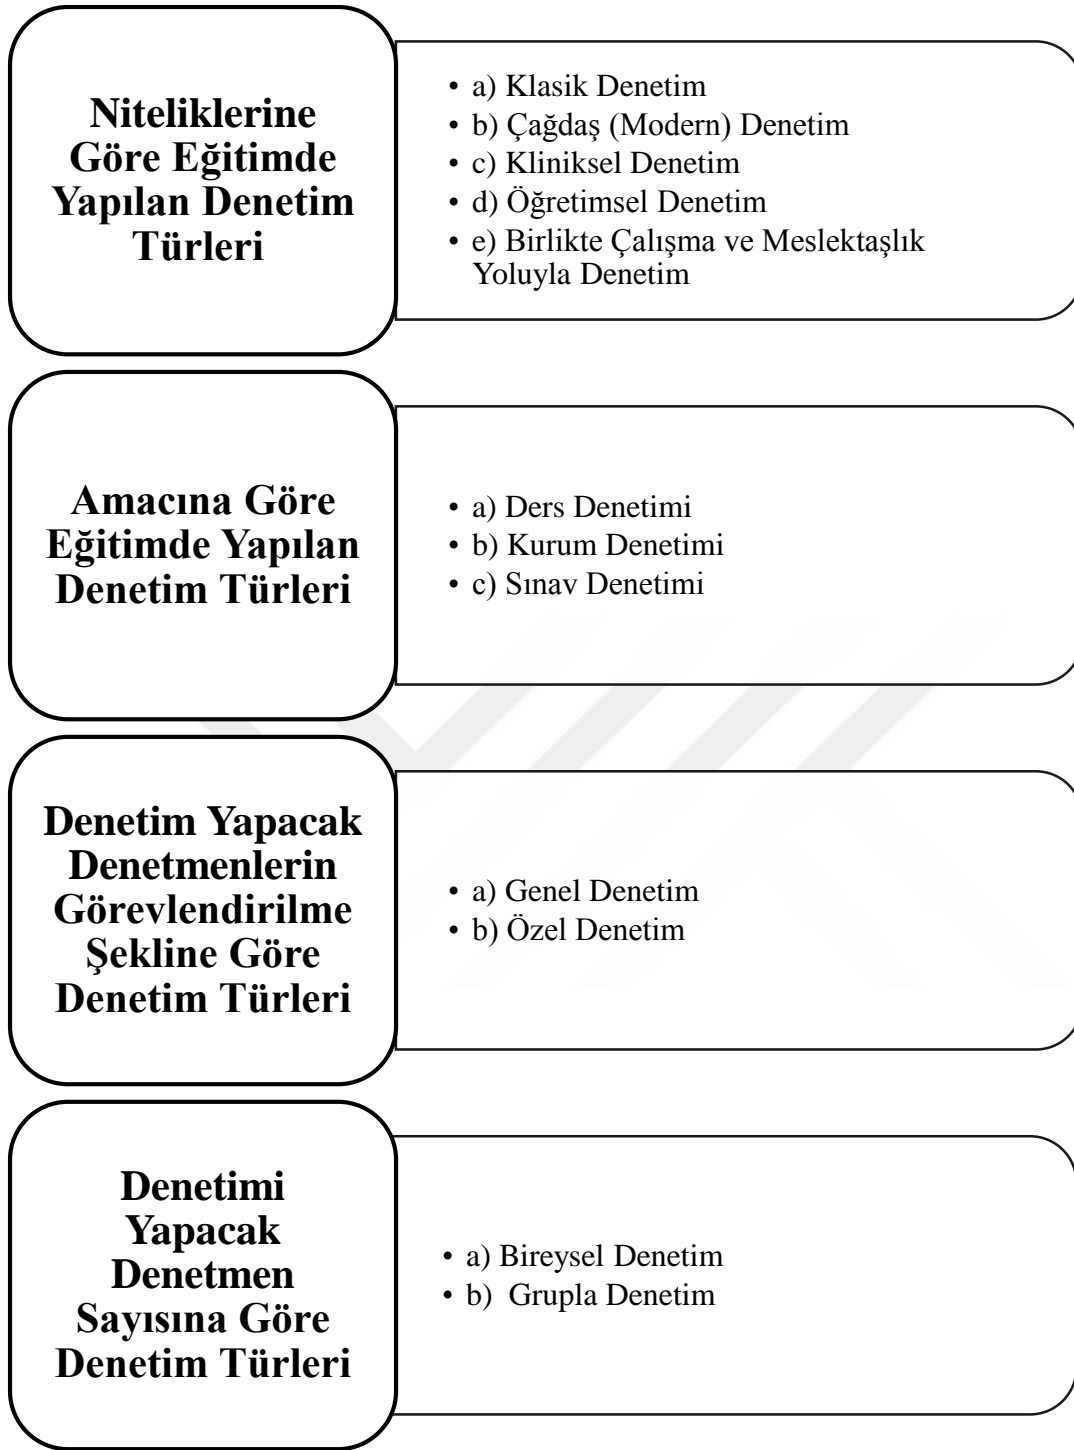 Niteliklerine
Göre Eğitimde
Yapılan Denetim
Türleri
• a) Klasik Denetim
• b) Çağdaş (Modern) Denetim
• c) Kliniksel Denetim
• d) Öğretimsel Denetim
• e) Birlikte Çalışma ve Meslektaşlık
Yoluyla Denetim
Amacına Göre
Eğitimde Yapılan
Denetim Türleri
• a) Ders Denetimi
• b) Kurum Denetimi
• c) Sınav Denetimi
Denetim Yapacak
Denetmenlerin
Görevlendirilme
Şekline Göre
Denetim Türleri
• a) Genel Denetim
• b) Özel Denetim
Denetimi
Yapacak
Denetmen
Sayısına Göre
Denetim Türleri
• a) Bireysel Denetim
• b) Grupla Denetim